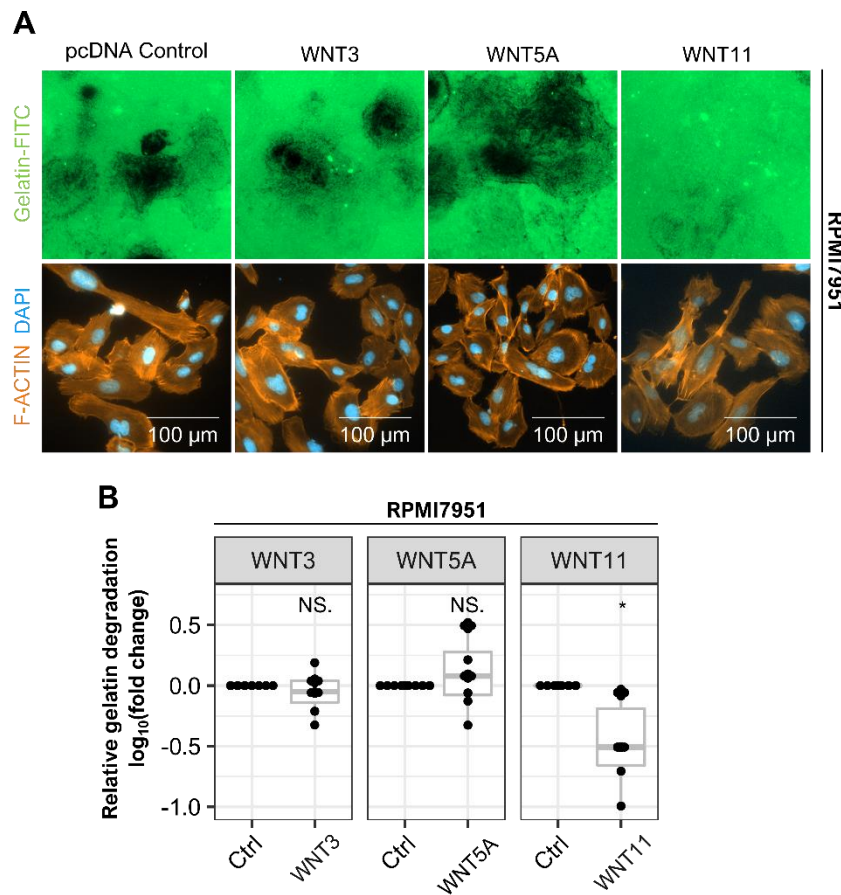 A
pcDNA Control WNT3 WNT5A WNT11
Gelatin-FITC
F-ACTIN DAPI
RPMI7951
100 µm 100 µm 100 µm 100 µm
B
RPMI7951
WNT3 WNT5A WNT11
Relative gelatin degradation
log₁₀(fold change)
NS. NS. *
0.5
0.0
-0.5
-1.0
Ctrl WNT3 Ctrl WNT5A Ctrl WNT11